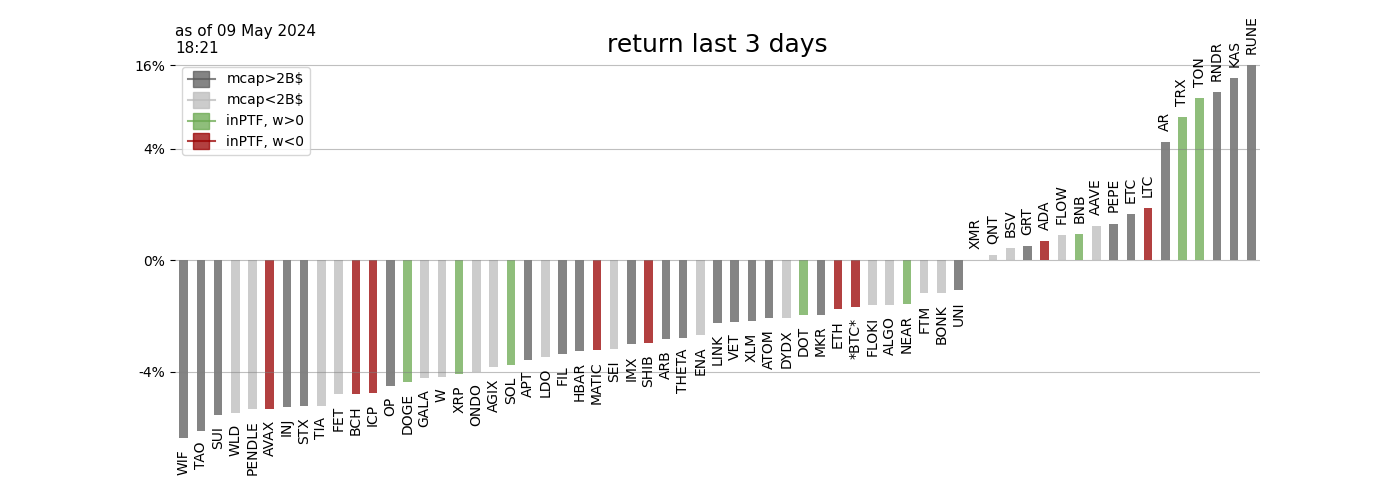 as of 09 May 2024
18:21
return last 3 days
mcap>2B$
mcap<2B$
inPTF, w>0
inPTF, w<0
16%
4%
0%
-4%
WIF
TAO
SUI
WLD
PENDLE
AVAX
INJ
STX
TIA
FET
BCH
ICP
OP
DOGE
GALA
W
XRP
ONDO
AGIX
SOL
APT
LDO
FIL
HBAR
MATIC
SEI
IMX
SHIB
ARB
THETA
ENA
LINK
VET
XLM
ATOM
DYDX
DOT
MKR
ETH
*BTC*
FLOKI
ALGO
NEAR
FTM
BONK
UNI
XMR
QNT
BSV
GRT
ADA
FLOW
BNB
AAVE
PEPE
ETC
LTC
AR
TRX
TON
RNDR
KAS
RUNE